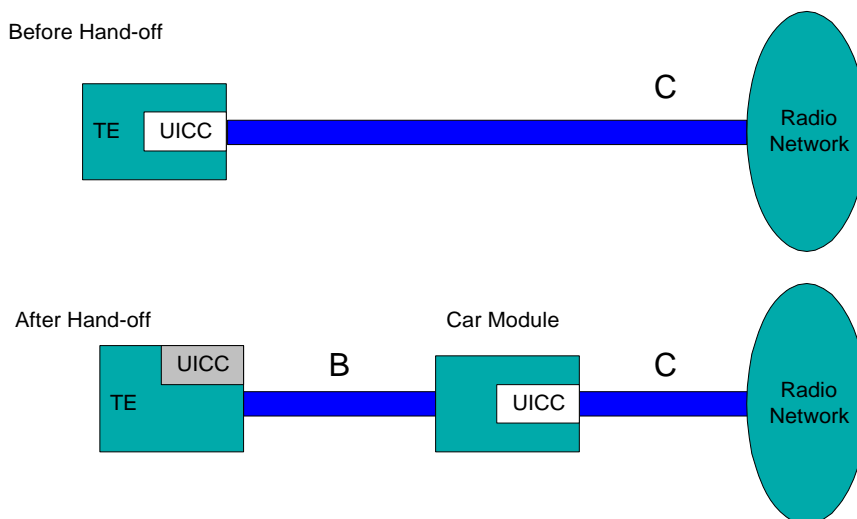 Before Hand-off
C
TE
UICC
Radio
Network
After Hand-off
Car Module
UICC
B
C
TE
UICC
Radio
Network